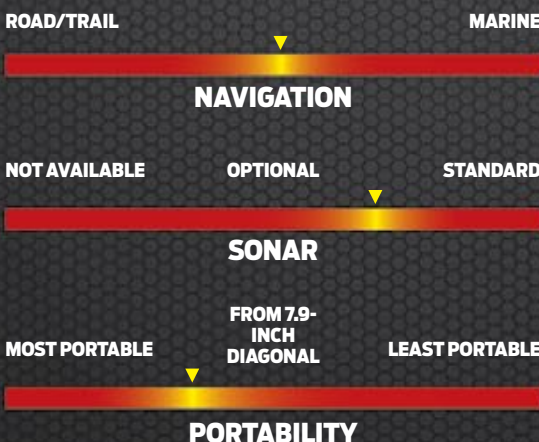 ROAD/TRAIL MARINE
NAVIGATION
NOT AVAILABLE OPTIONAL STANDARD
SONAR
FROM 7.9-
INCH
MOST PORTABLE DIAGONAL LEAST PORTABLE
PORTABILITY